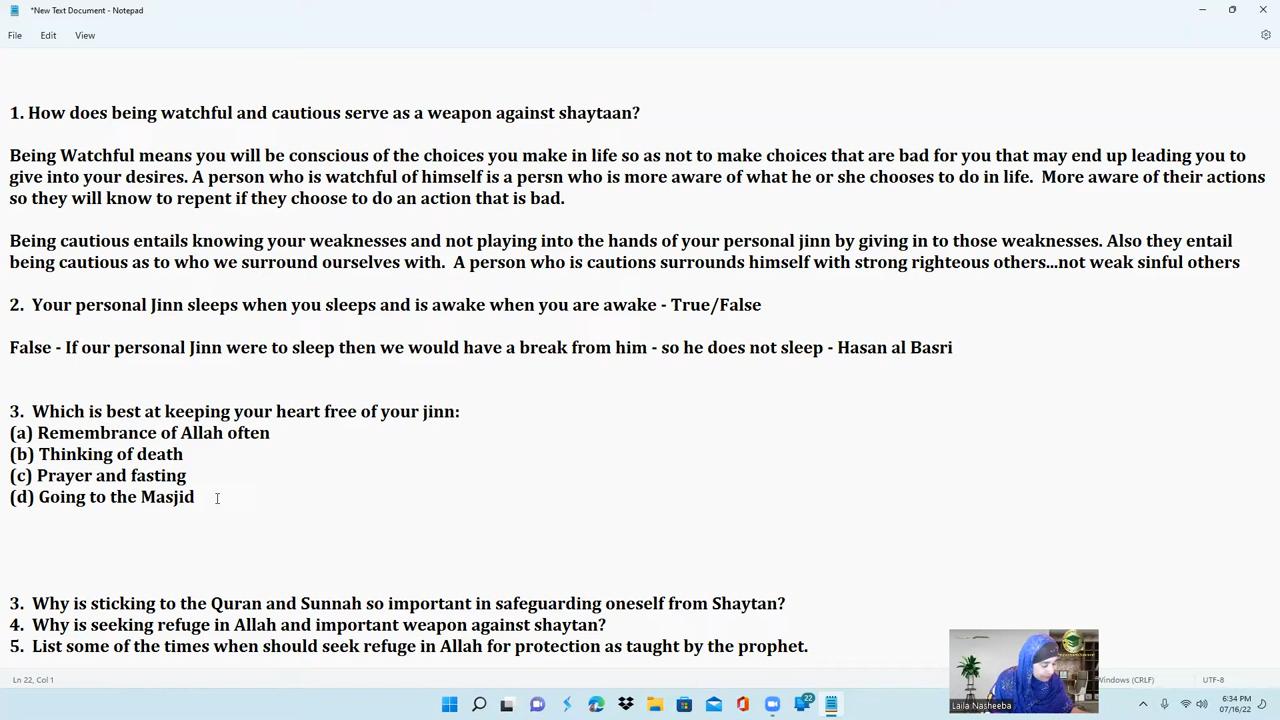 *New Text Document - Notepad
File Edit View
1. How does being watchful and cautious serve as a weapon against shaytaan?
Being Watchful means you will be conscious of the choices you make in life so as not to make choices that are bad for you that may end up leading you to
give into your desires. A person who is watchful of himself is a persn who is more aware of what he or she chooses to do in life.  More aware of their actions
so they will know to repent if they choose to do an action that is bad.
Being cautious entails knowing your weaknesses and not playing into the hands of your personal jinn by giving in to those weaknesses. Also they entail
being cautious as to who we surround ourselves with.  A person who is cautions surrounds himself with strong righteous others...not weak sinful others
2.  Your personal Jinn sleeps when you sleeps and is awake when you are awake - True/False
False - If our personal Jinn were to sleep then we would have a break from him - so he does not sleep - Hasan al Basri
3.  Which is best at keeping your heart free of your jinn:
(a) Remembrance of Allah often
(b) Thinking of death
(c) Prayer and fasting
(d) Going to the Masjid
3.  Why is sticking to the Quran and Sunnah so important in safeguarding oneself from Shaytan?
4.  Why is seeking refuge in Allah and important weapon against shaytan?
5.  List some of the times when should seek refuge in Allah for protection as taught by the prophet.
Ln 22, Col 1
Windows (CRLF)
UTF-8
Laila Nasheeba
22
6:34 PM
07/16/22